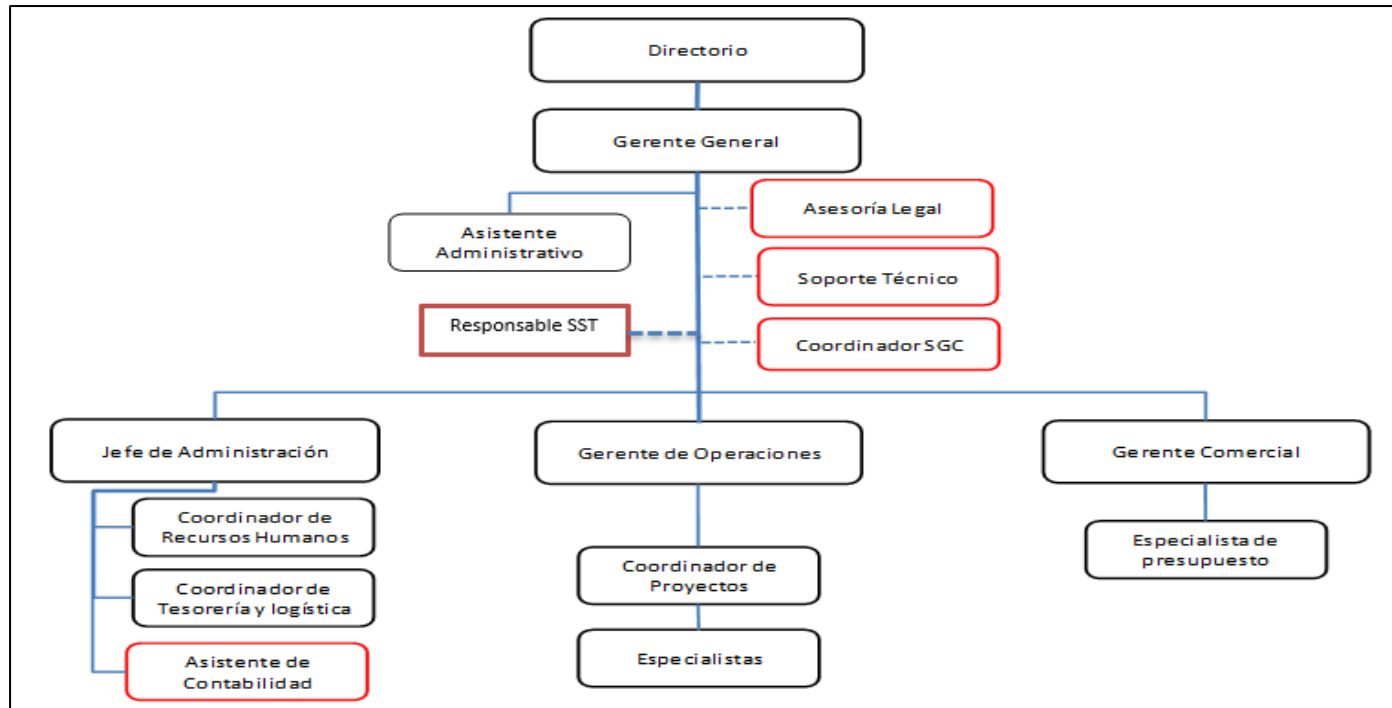 Directorio
Gerente General
Asesoría Legal
Asistente
Administrativo
Soporte Técnico
Responsable SST
Coordinador SGC
Jefe de Administración
Gerente de Operaciones
Gerente Comercial
Coordinador de
Recursos Humanos
Coordinador de
Tesorería y logística
Asistente de
Contabilidad
Coordinador de
Proyectos
Especialistas
Especialista de
presupuesto